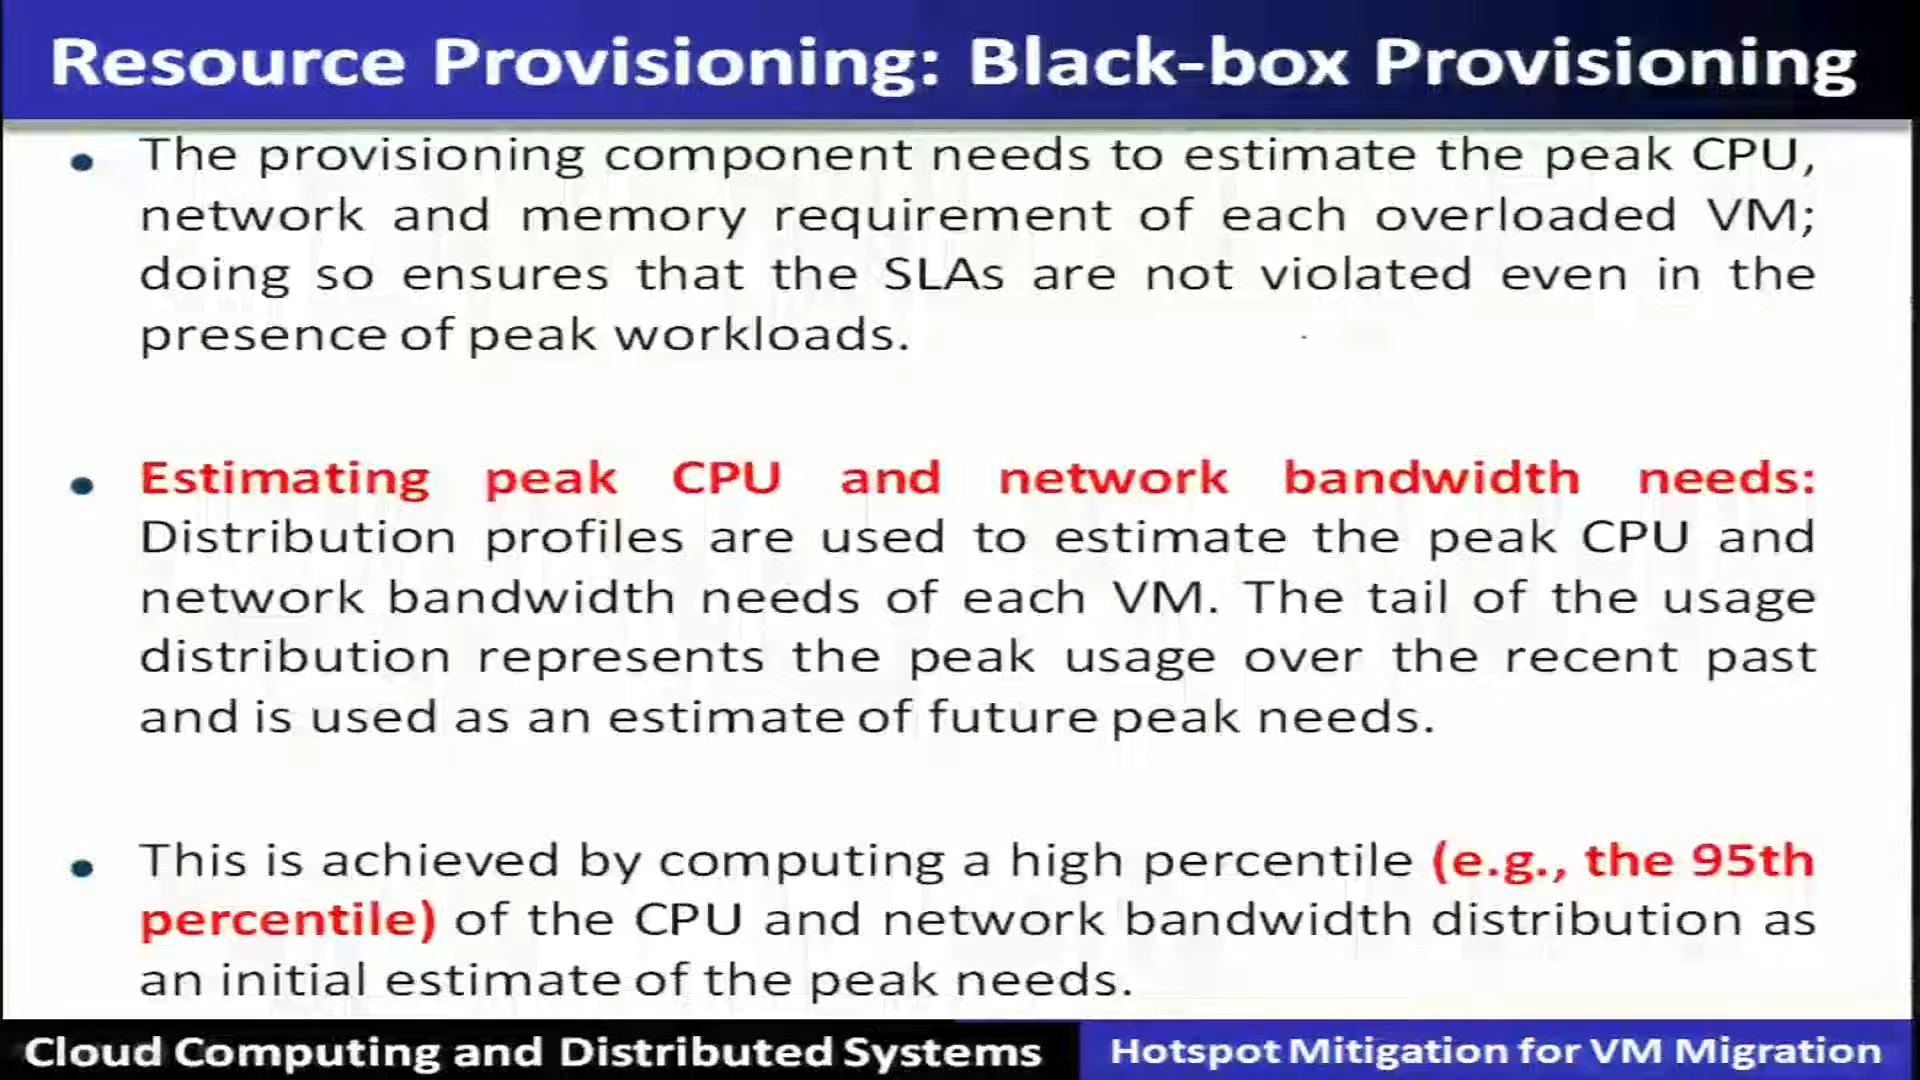 Resource Provisioning: Black-box Provisioning
• The provisioning component needs to estimate the peak CPU,
network and memory requirement of each overloaded VM;
doing so ensures that the SLAs are not violated even in the
presence of peak workloads.
• Estimating peak CPU and network bandwidth needs:
Distribution profiles are used to estimate the peak CPU and
network bandwidth needs of each VM. The tail of the usage
distribution represents the peak usage over the recent past
and is used as an estimate of future peak needs.
• This is achieved by computing a high percentile (e.g., the 95th
percentile) of the CPU and network bandwidth distribution as
an initial estimate of the peak needs.
Cloud Computing and Distributed Systems
Hotspot Mitigation for VM Migration